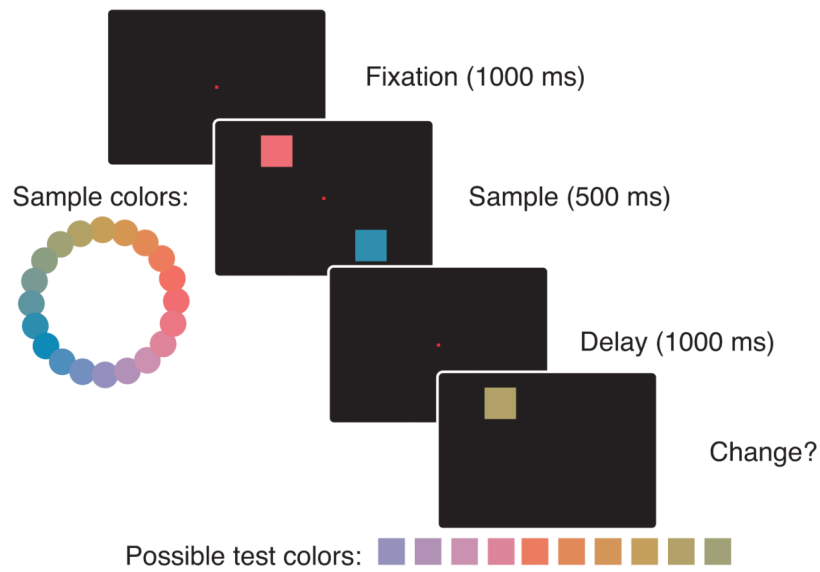 Fixation (1000 ms)
Sample colors:
Sample (500 ms)
Delay (1000 ms)
Change?
Possible test colors: